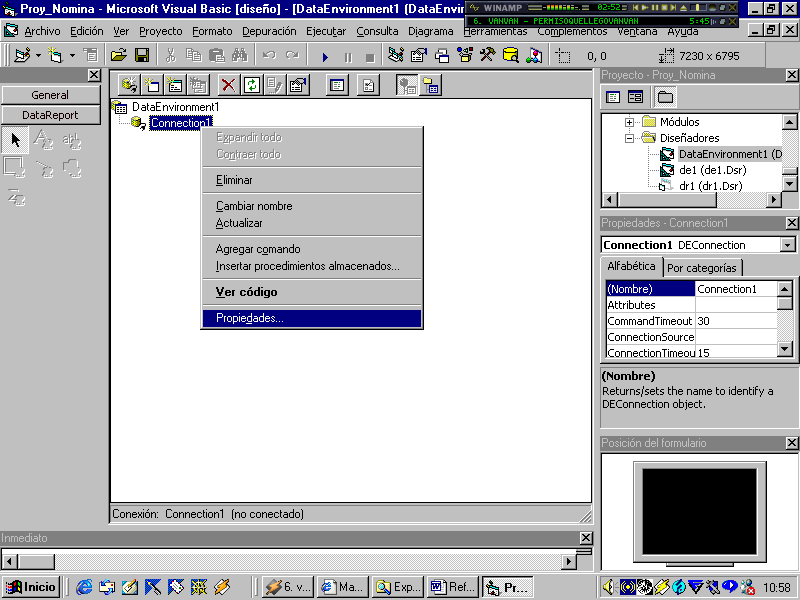 Proy_Nomina - Microsoft Visual Basic [diseño] - [DataEnvironment1 (DataEnvir
WINAMP 02:52
6. VANVAN - PERMISOQUELLEGOVANVAN 5:45
Archivo Edición Ver Proyecto Formato Depuración Ejecutar Consulta Diagrama Herramientas Complementos Ventana Ayuda
0, 0 7230 x 6795
General
DataReport
DataEnvironment1
Connection1
Expandir todo
Contraer todo
Eliminar
Cambiar nombre
Actualizar
Agregar comando
Insertar procedimientos almacenados...
Ver código
Propiedades...
Conexión: Connection1 (no conectado)
Proyecto - Proy_Nomina
Módulos
Diseñadores
DataEnvironment1 (D
de1 (de1.Dsr)
dr1 (dr1.Dsr)
Propiedades - Connection1
Connection1 DEConnection
Alfabética Por categorías
(Nombre) Connection1
Attributes
CommandTimeout 30
ConnectionSource
ConnectionTimeou 15
(Nombre)
Returns/sets the name to identify a
DEConnection object.
Posición del formulario
Inmediato
Inicio 6. v... Ma... Exp... Ref... Pr... 10:58